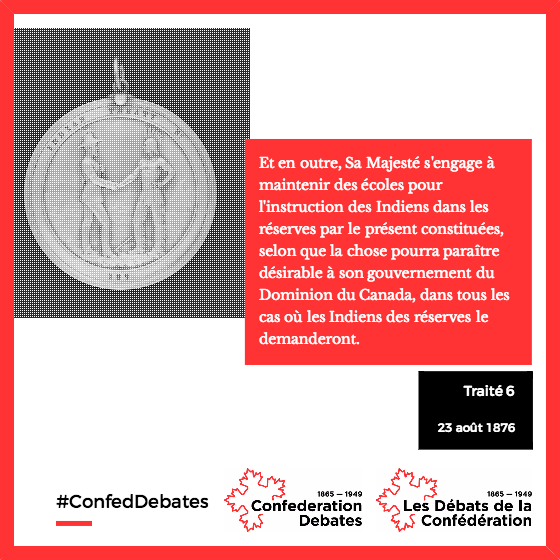 INDIAN TREATY N
187
Et en outre, Sa Majesté s'engage à
maintenir des écoles pour
l'instruction des Indiens dans les
réserves par le présent constituées,
selon que la chose pourra paraître
désirable à son gouvernement du
Dominion du Canada, dans tous les
cas où les Indiens des réserves le
demanderont.
Traité 6
23 août 1876
#ConfedDebates
1865 — 1949
Confederation
Debates
1865 — 1949
Les Débats de la
Confédération